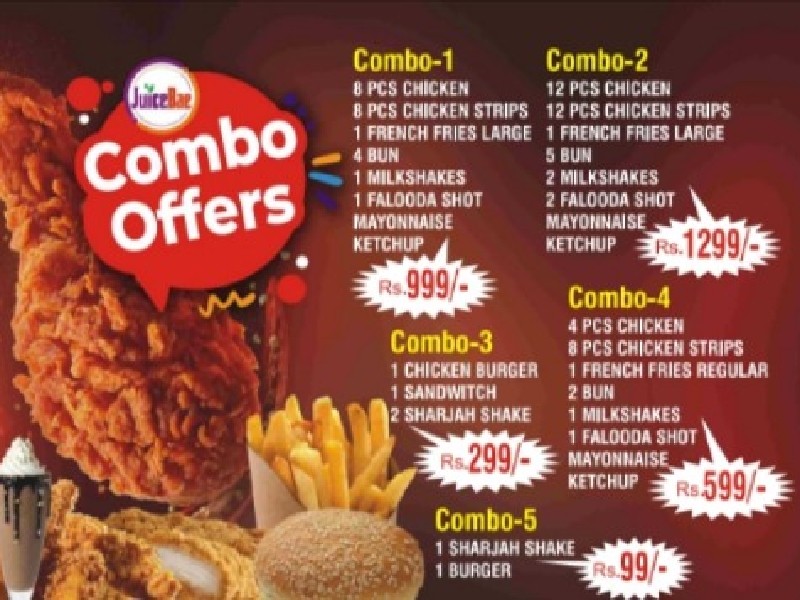 JuiceBae
Combo
Offers
Combo-1
8 PCS CHICKEN
8 PCS CHICKEN STRIPS
1 FRENCH FRIES LARGE
4 BUN
1 MILKSHAKES
1 FALOODA SHOT
MAYONNAISE
KETCHUP
Rs.999/-
Combo-2
12 PCS CHICKEN
12 PCS CHICKEN STRIPS
1 FRENCH FRIES LARGE
5 BUN
2 MILKSHAKES
2 FALOODA SHOT
MAYONNAISE
KETCHUP
Rs.1299/-
Combo-3
1 CHICKEN BURGER
1 SANDWITCH
2 SHARJAH SHAKE
Rs.299/-
Combo-4
4 PCS CHICKEN
8 PCS CHICKEN STRIPS
1 FRENCH FRIES REGULAR
2 BUN
1 MILKSHAKES
1 FALOODA SHOT
MAYONNAISE
KETCHUP
Rs.599/-
Combo-5
1 SHARJAH SHAKE
1 BURGER
Rs.99/-